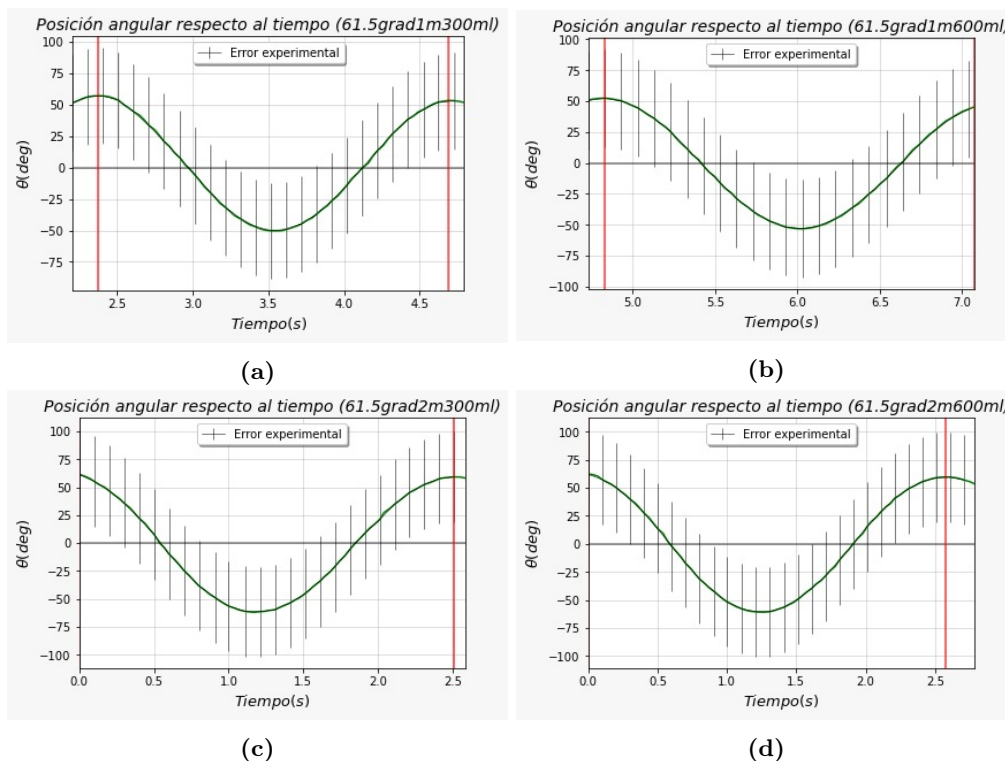 Posición angular respecto al tiempo (61.5grad1m300ml)
Error experimental
100
75
50
25
0
−25
−50
−75
θ(deg)
2.5
3.0
3.5
4.0
4.5
Tiempo(s)
(a)
Posición angular respecto al tiempo (61.5grad1m600ml)
Error experimental
100
75
50
25
0
−25
−50
−75
−100
θ(deg)
5.0
5.5
6.0
6.5
7.0
Tiempo(s)
(b)
Posición angular respecto al tiempo (61.5grad2m300ml)
Error experimental
100
75
50
25
0
−25
−50
−75
−100
θ(deg)
0.0
0.5
1.0
1.5
2.0
2.5
Tiempo(s)
(c)
Posición angular respecto al tiempo (61.5grad2m600ml)
Error experimental
100
75
50
25
0
−25
−50
−75
−100
θ(deg)
0.0
0.5
1.0
1.5
2.0
2.5
Tiempo(s)
(d)